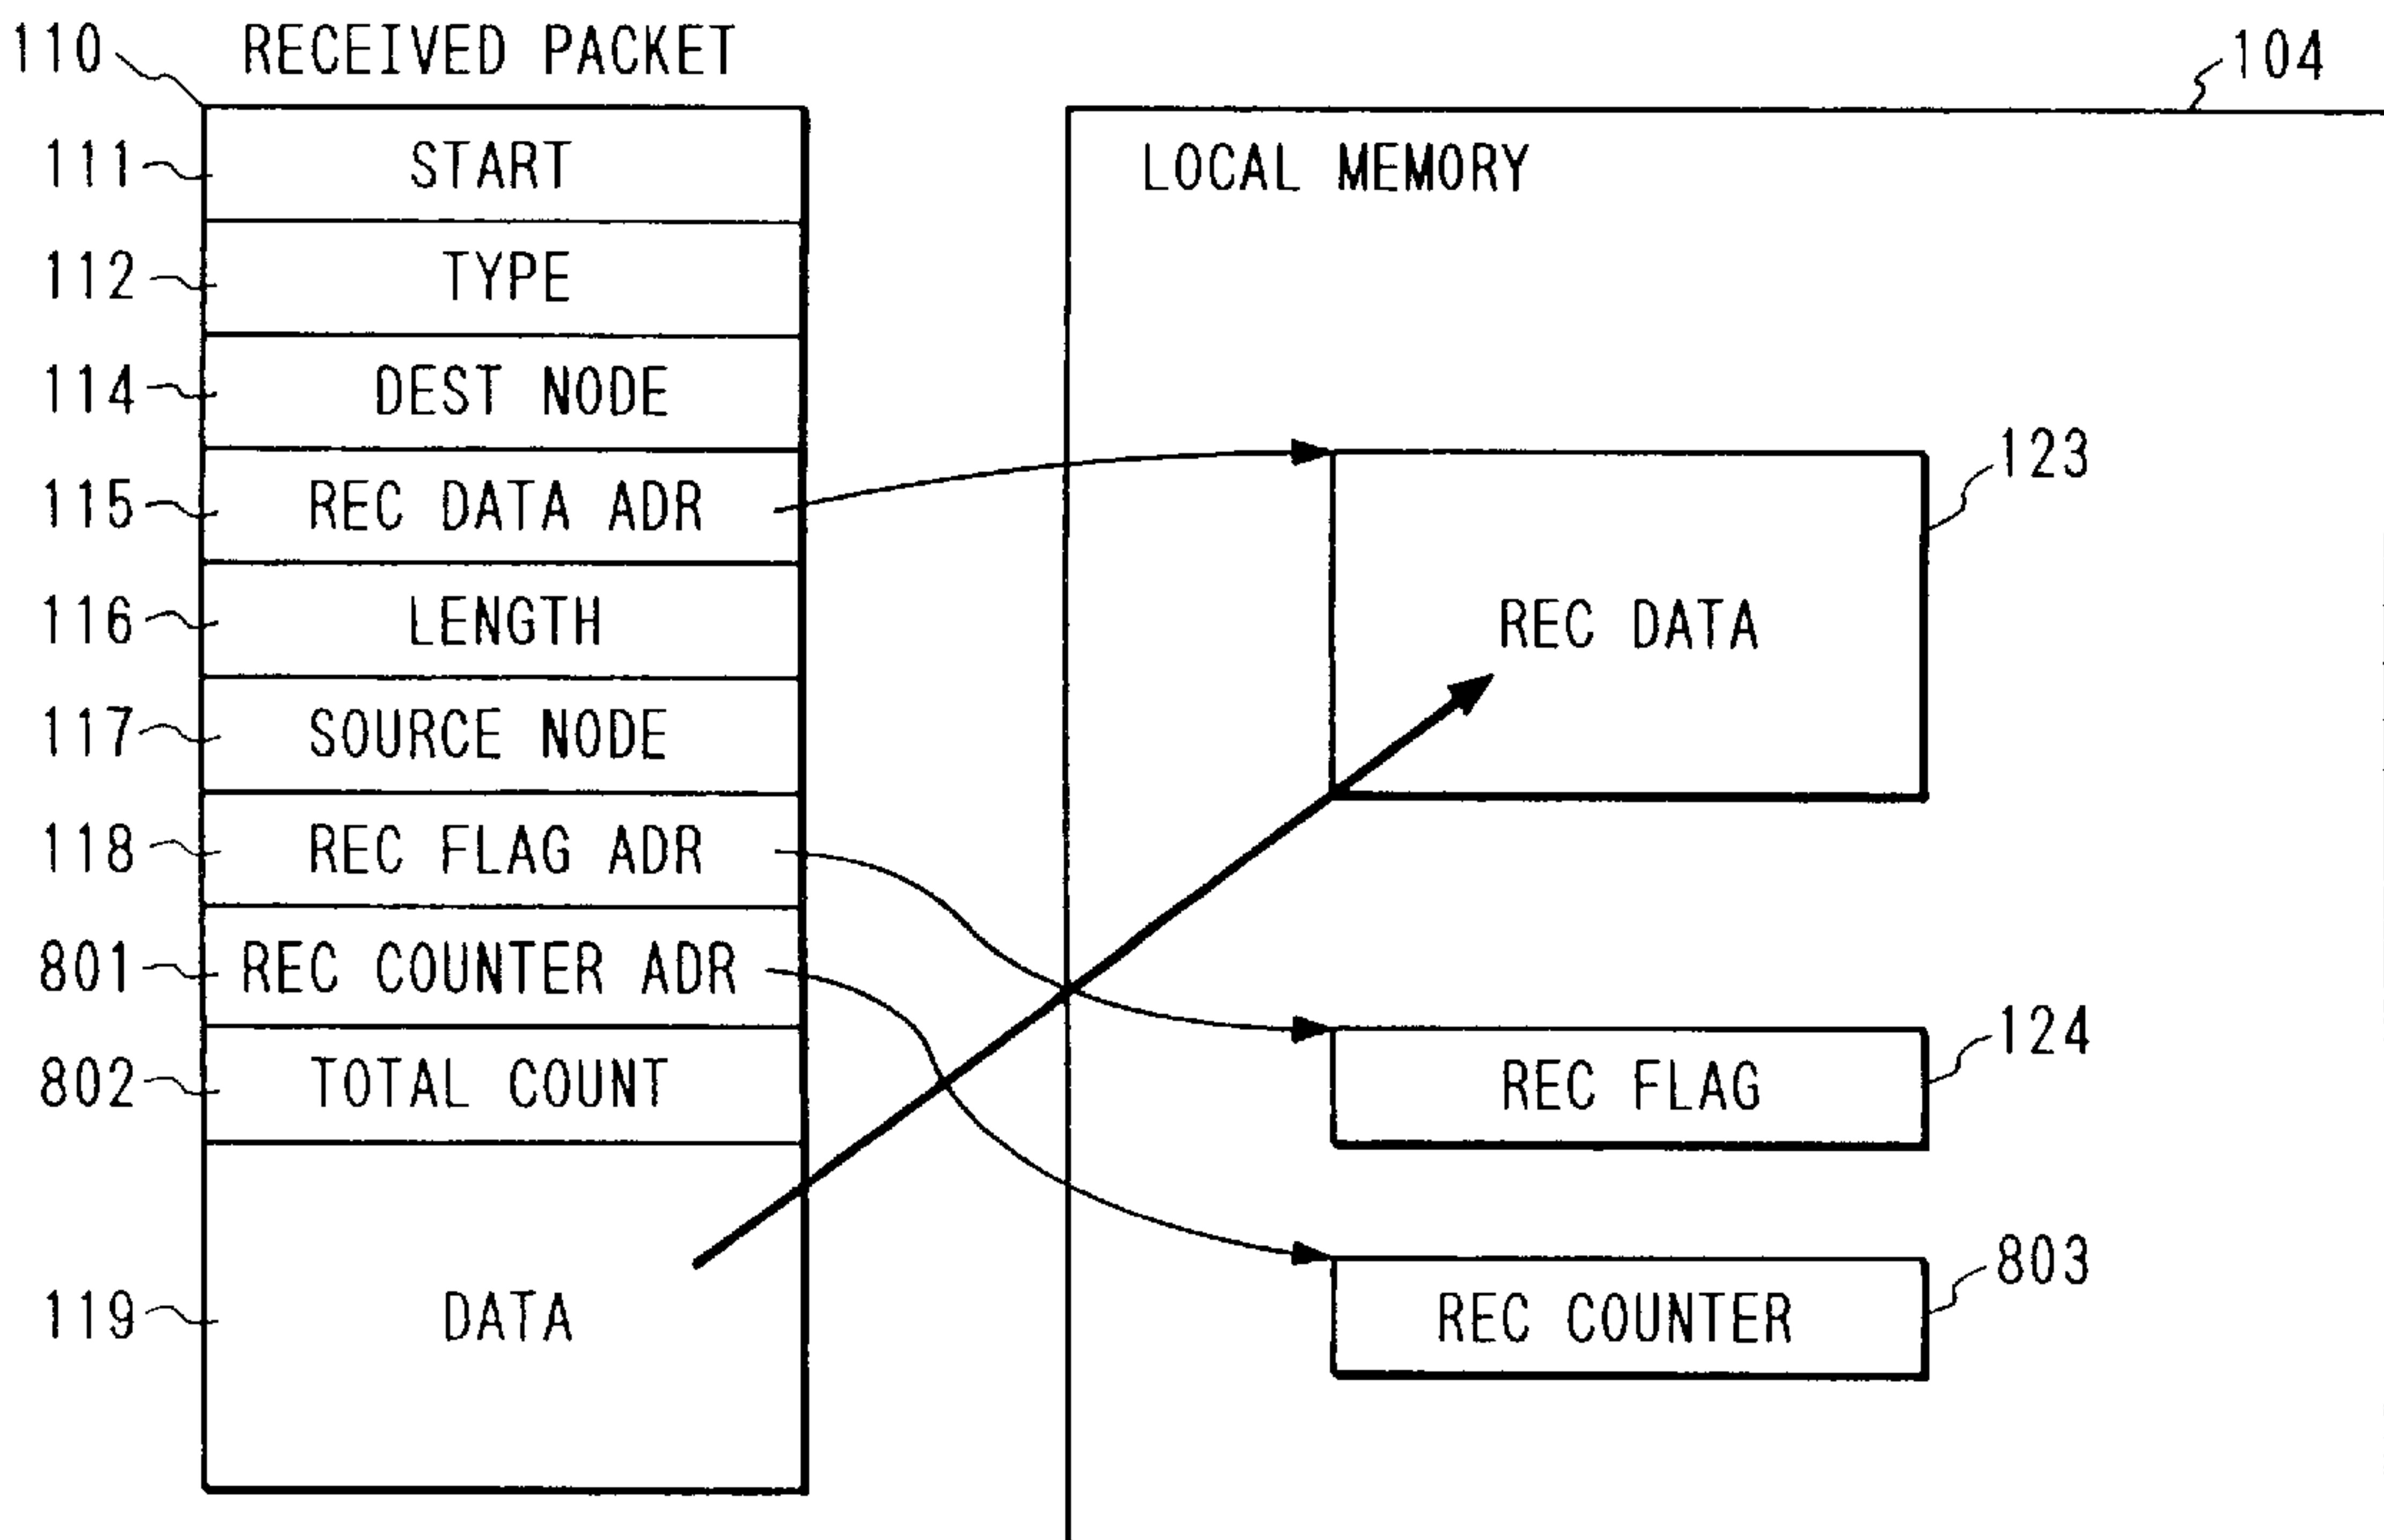 110 RECEIVED PACKET
111 START
112 TYPE
114 DEST NODE
115 REC DATA ADR
116 LENGTH
117 SOURCE NODE
118 REC FLAG ADR
801 REC COUNTER ADR
802 TOTAL COUNT
119 DATA
104
LOCAL MEMORY
123
REC DATA
124
REC FLAG
803
REC COUNTER